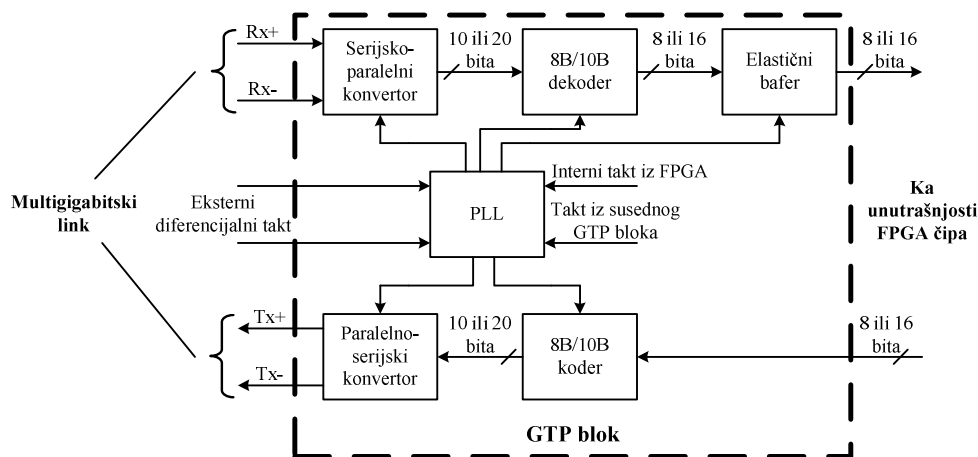 Rx+
Rx-
Serijsko-
paralelni
konvertor
10 ili 20
bita
8B/10B
dekoder
8 ili 16
bita
Elastični
bafer
8 ili 16
bita
Multigigabitski
link
Eksterni
diferencijalni takt
PLL
Interni takt iz FPGA
Takt iz susednog
GTP bloka
Ka
unutrašnjosti
FPGA čipa
Tx+
Tx-
Paralelno-
serijski
konvertor
10 ili 20
bita
8B/10B
koder
8 ili 16
bita
GTP blok